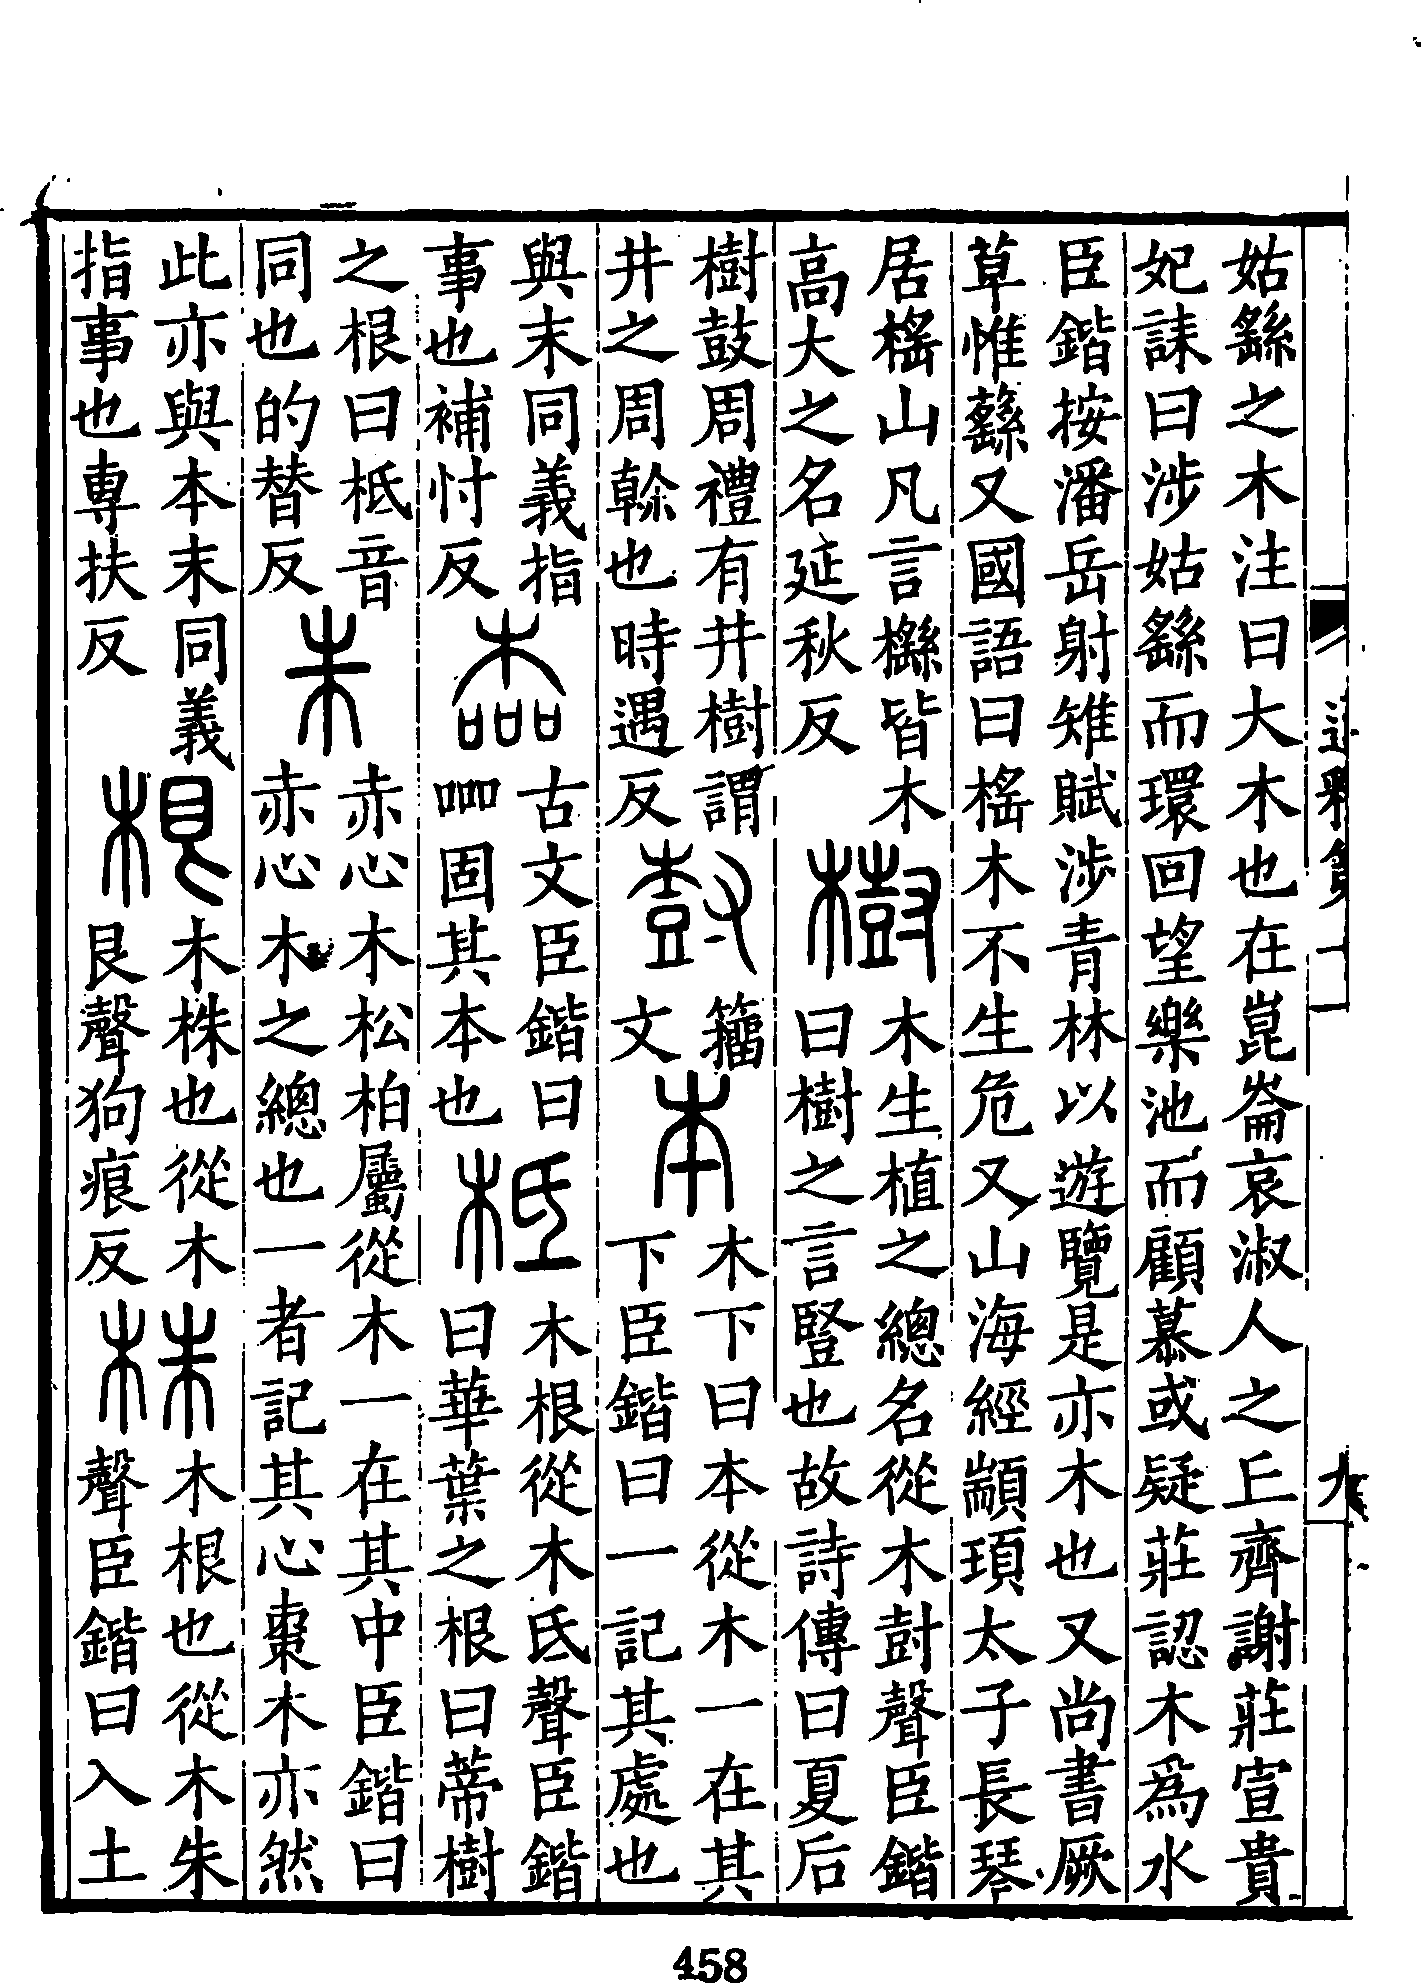 姑繇之木注曰大木也在崑崙哀淑人之丘齊謝莊宣貴
妃誄曰涉姑繇而環回望樂池而顧慕或疑莊認木為水
臣鍇按潘岳射雉賦涉青林以遊覽是亦木也又尚書厥
草惟蘨又國語曰榣木不生危又山海經顓頊太子長琴
居榣山凡言櫾皆木
高大之名延秋反
樹
木生植之總名從木尌聲臣鍇
曰樹之言豎也故詩傳曰夏后
樹鼓周禮有井樹謂
井之周榦也時遇反
尌
籀
文
本
木下曰本從木一在其
下臣鍇曰一記其處也
與末同義指
事也補忖反
古文臣鍇曰
固其本也
柢
木根從木氐聲臣鍇
曰華葉之根曰蒂樹
之根曰柢音
同也的替反
朱
赤心木松柏屬從木一在其中臣鍇曰
赤心木之總也一者記其心棗木亦然
此亦與本末同義
指事也專扶反
根
木株也從木
艮聲狗痕反
株
木根也從木朱
聲臣鍇曰入土
九
458